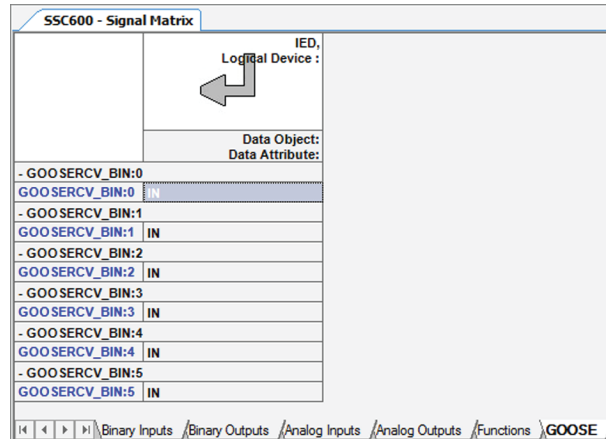 SSC600 - Signal Matrix
IED,
Logical Device :
Data Object:
Data Attribute:
- GOOSERCV_BIN:0
GOOSERCV_BIN:0 IN
- GOOSERCV_BIN:1
GOOSERCV_BIN:1 IN
- GOOSERCV_BIN:2
GOOSERCV_BIN:2 IN
- GOOSERCV_BIN:3
GOOSERCV_BIN:3 IN
- GOOSERCV_BIN:4
GOOSERCV_BIN:4 IN
- GOOSERCV_BIN:5
GOOSERCV_BIN:5 IN
Binary Inputs Binary Outputs Analog Inputs Analog Outputs Functions GOOSE